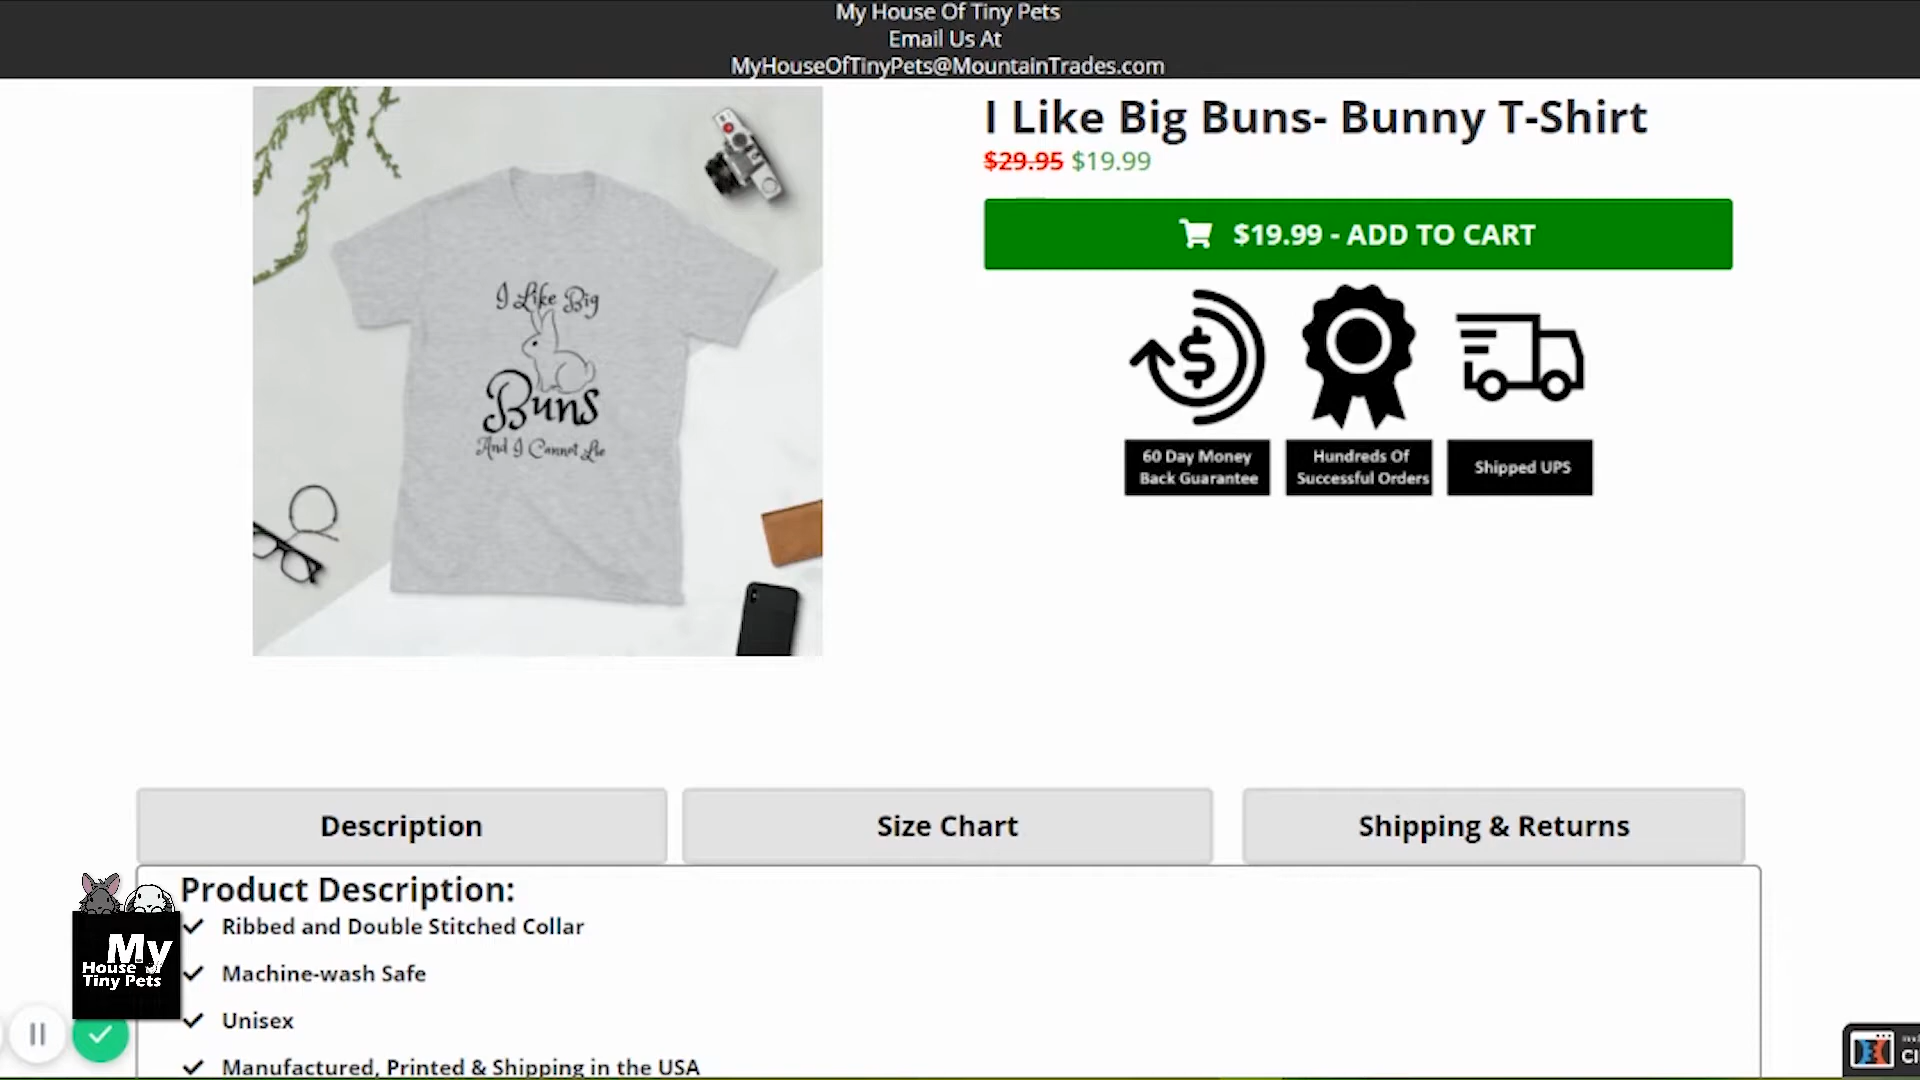 My House Of Tiny Pets
Email Us At
MyHouseOfTinyPets@MountainTrades.com
I Like Big Buns- Bunny T-Shirt
$29.95 $19.99
$19.99 - ADD TO CART
I Like Big
Buns
And I Cannot Lie
60 Day Money
Back Guarantee
Hundreds Of
Successful Orders
Shipped UPS
Description
Size Chart
Shipping & Returns
Product Description:
Ribbed and Double Stitched Collar
Machine-wash Safe
Unisex
Manufactured, Printed & Shipping in the USA
My
House of
Tiny Pets